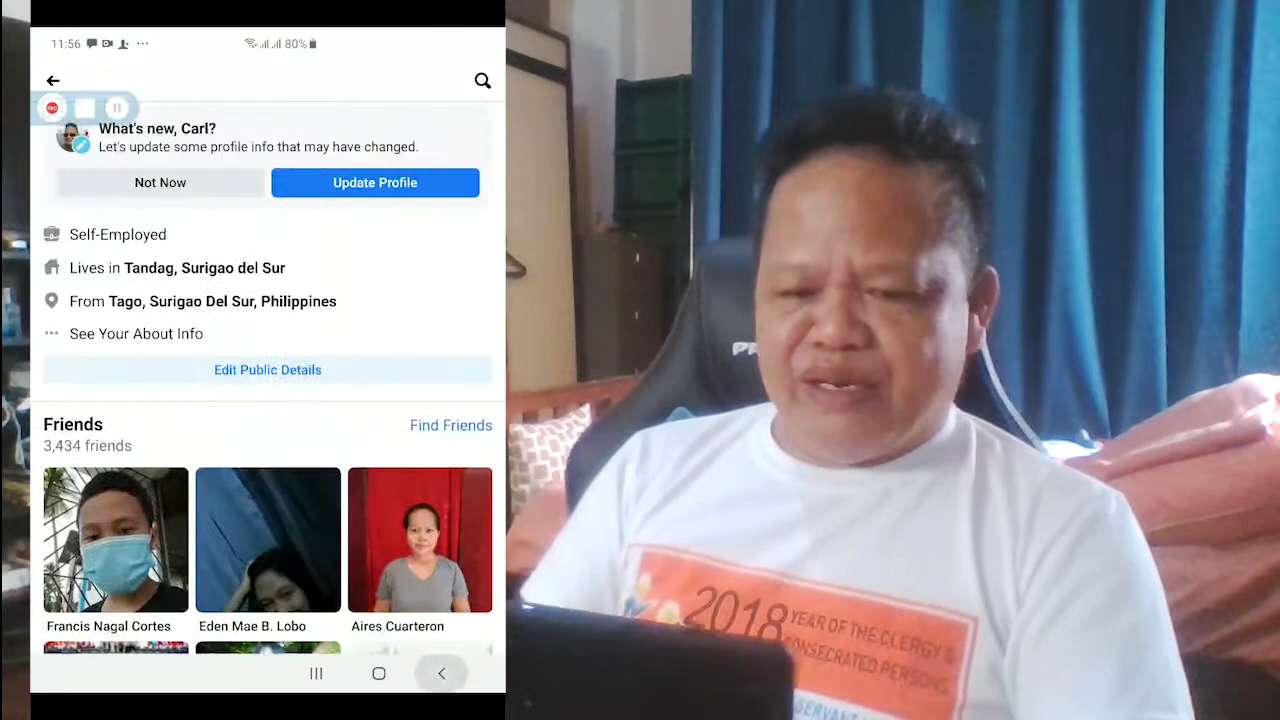 11:56
80%
What's new, Carl?
Let's update some profile info that may have changed.
Not Now
Update Profile
Self-Employed
Lives in Tandag, Surigao del Sur
From Tago, Surigao Del Sur, Philippines
See Your About Info
Edit Public Details
Friends
Find Friends
3,434 friends
Francis Nagal Cortes
Eden Mae B. Lobo
Aires Cuarteron
2018 YEAR OF THE CLERGY &
CONSECRATED PERSONS